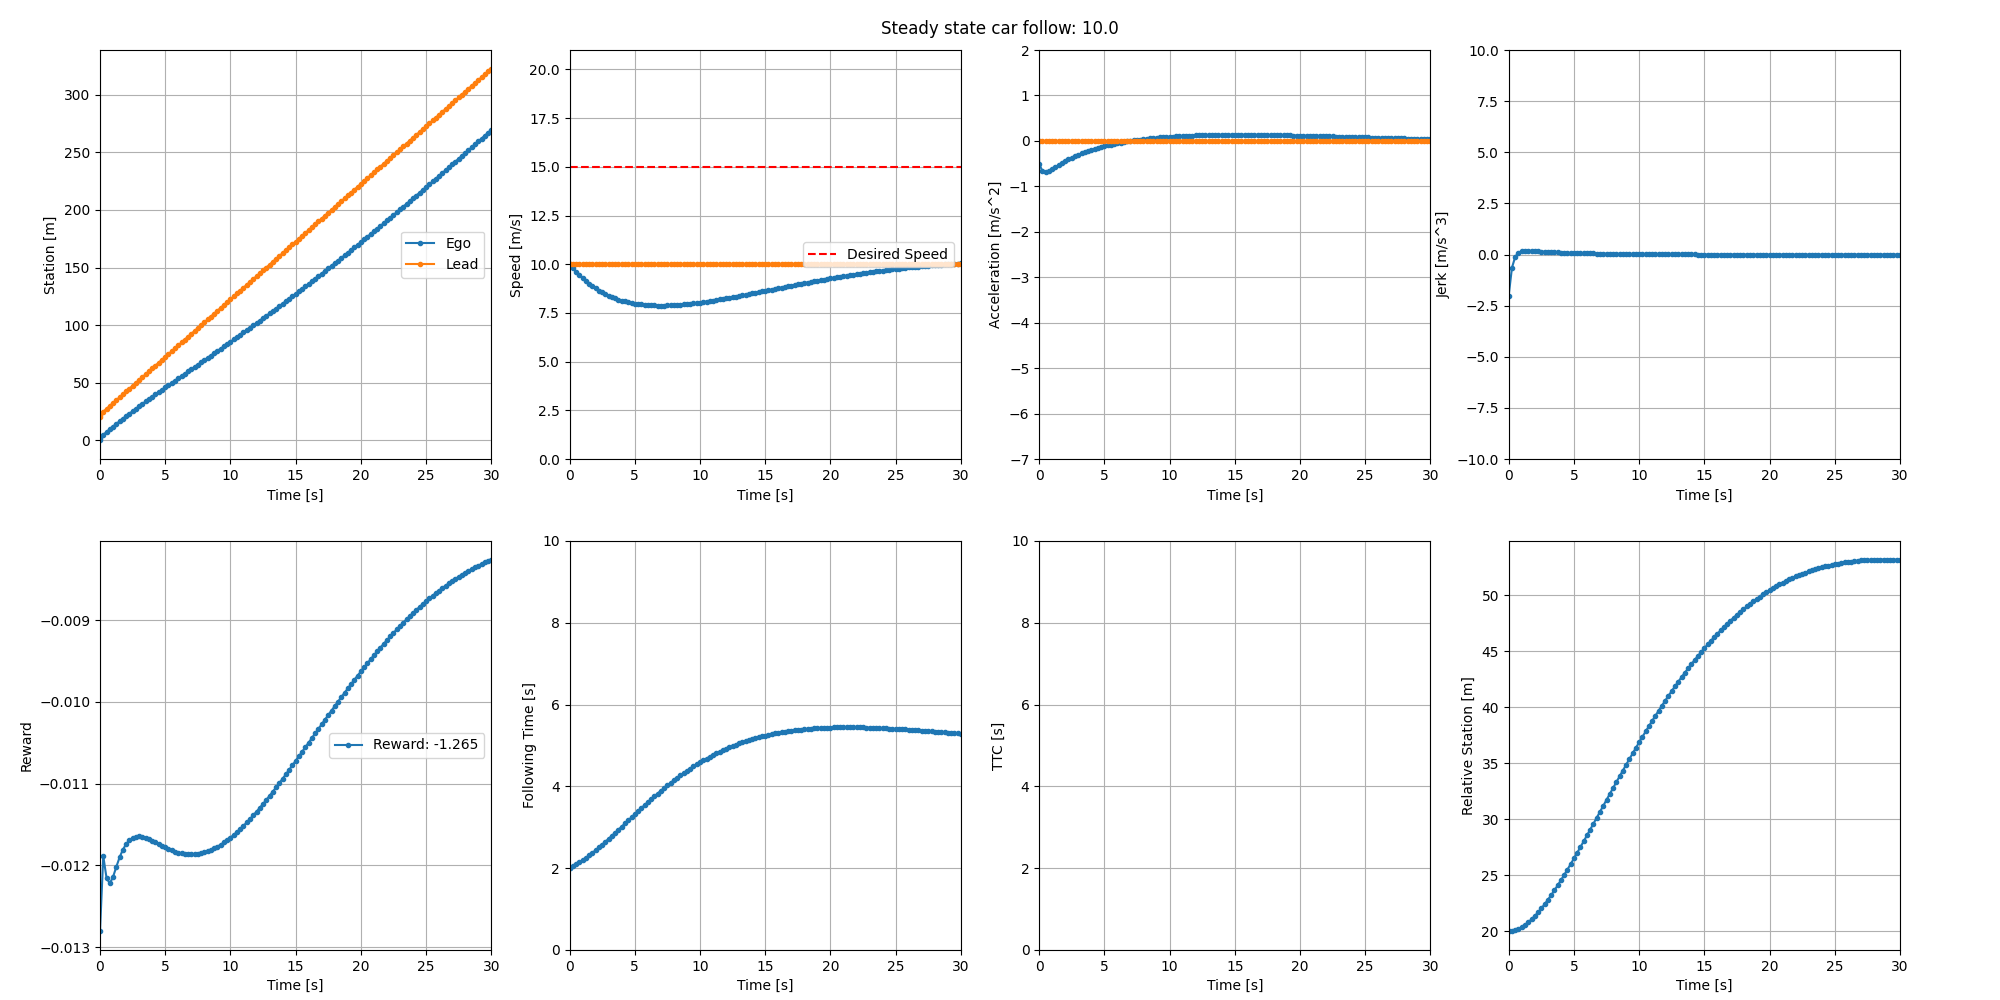 Steady state car follow: 10.0
300
250
200
150
100
50
0
Station [m]
Ego
Lead
0 5 10 15 20 25 30
Time [s]
20.0
17.5
15.0
12.5
10.0
7.5
5.0
2.5
0.0
Speed [m/s]
Desired Speed
0 5 10 15 20 25 30
Time [s]
2
1
0
−1
−2
−3
−4
−5
−6
−7
Acceleration [m/s^2]
0 5 10 15 20 25 30
Time [s]
10.0
7.5
5.0
2.5
0.0
−2.5
−5.0
−7.5
−10.0
Jerk [m/s^3]
0 5 10 15 20 25 30
Time [s]
−0.009
−0.010
−0.011
−0.012
−0.013
Reward
Reward: -1.265
0 5 10 15 20 25 30
Time [s]
10
8
6
4
2
0
Following Time [s]
0 5 10 15 20 25 30
Time [s]
10
8
6
4
2
0
TTC [s]
0 5 10 15 20 25 30
Time [s]
50
45
40
35
30
25
20
Relative Station [m]
0 5 10 15 20 25 30
Time [s]